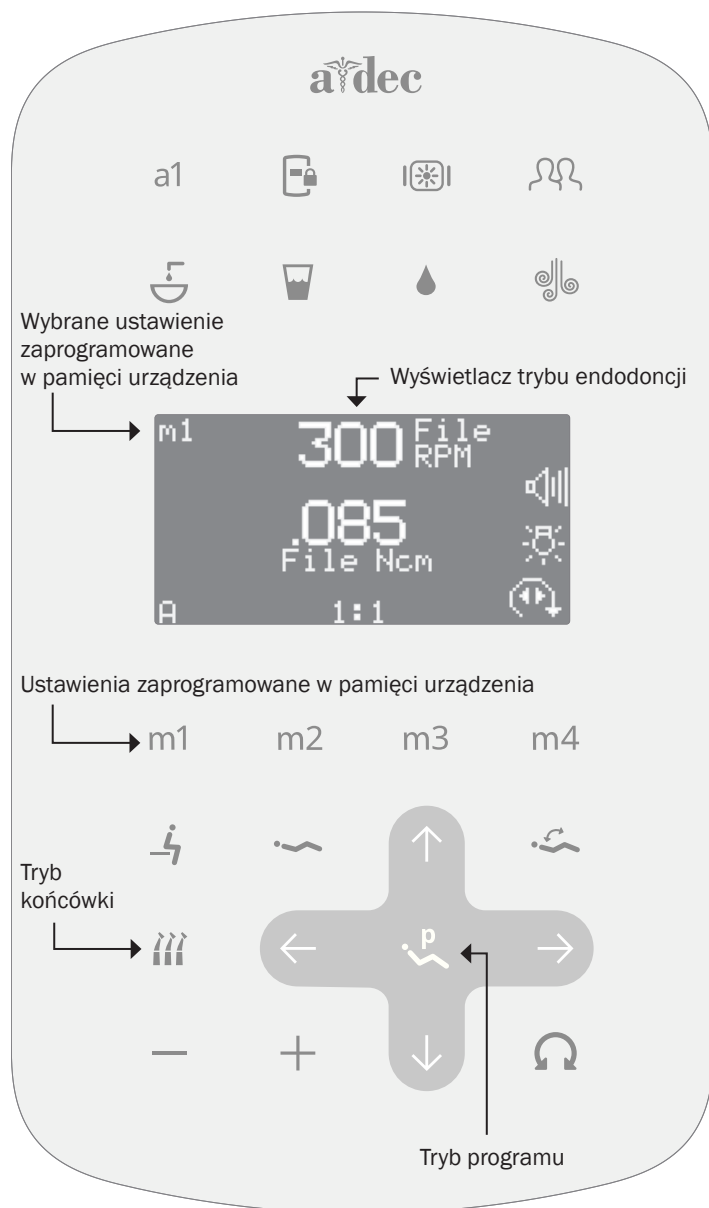 a dec
a1
Wybrane ustawienie
zaprogramowane
w pamięci urządzenia
Wyświetlacz trybu endodoncji
m1
300 File
RPM
.085
File Ncm
A 1:1
Ustawienia zaprogramowane w pamięci urządzenia
m1 m2 m3 m4
Tryb
końcówki
p
Tryb programu